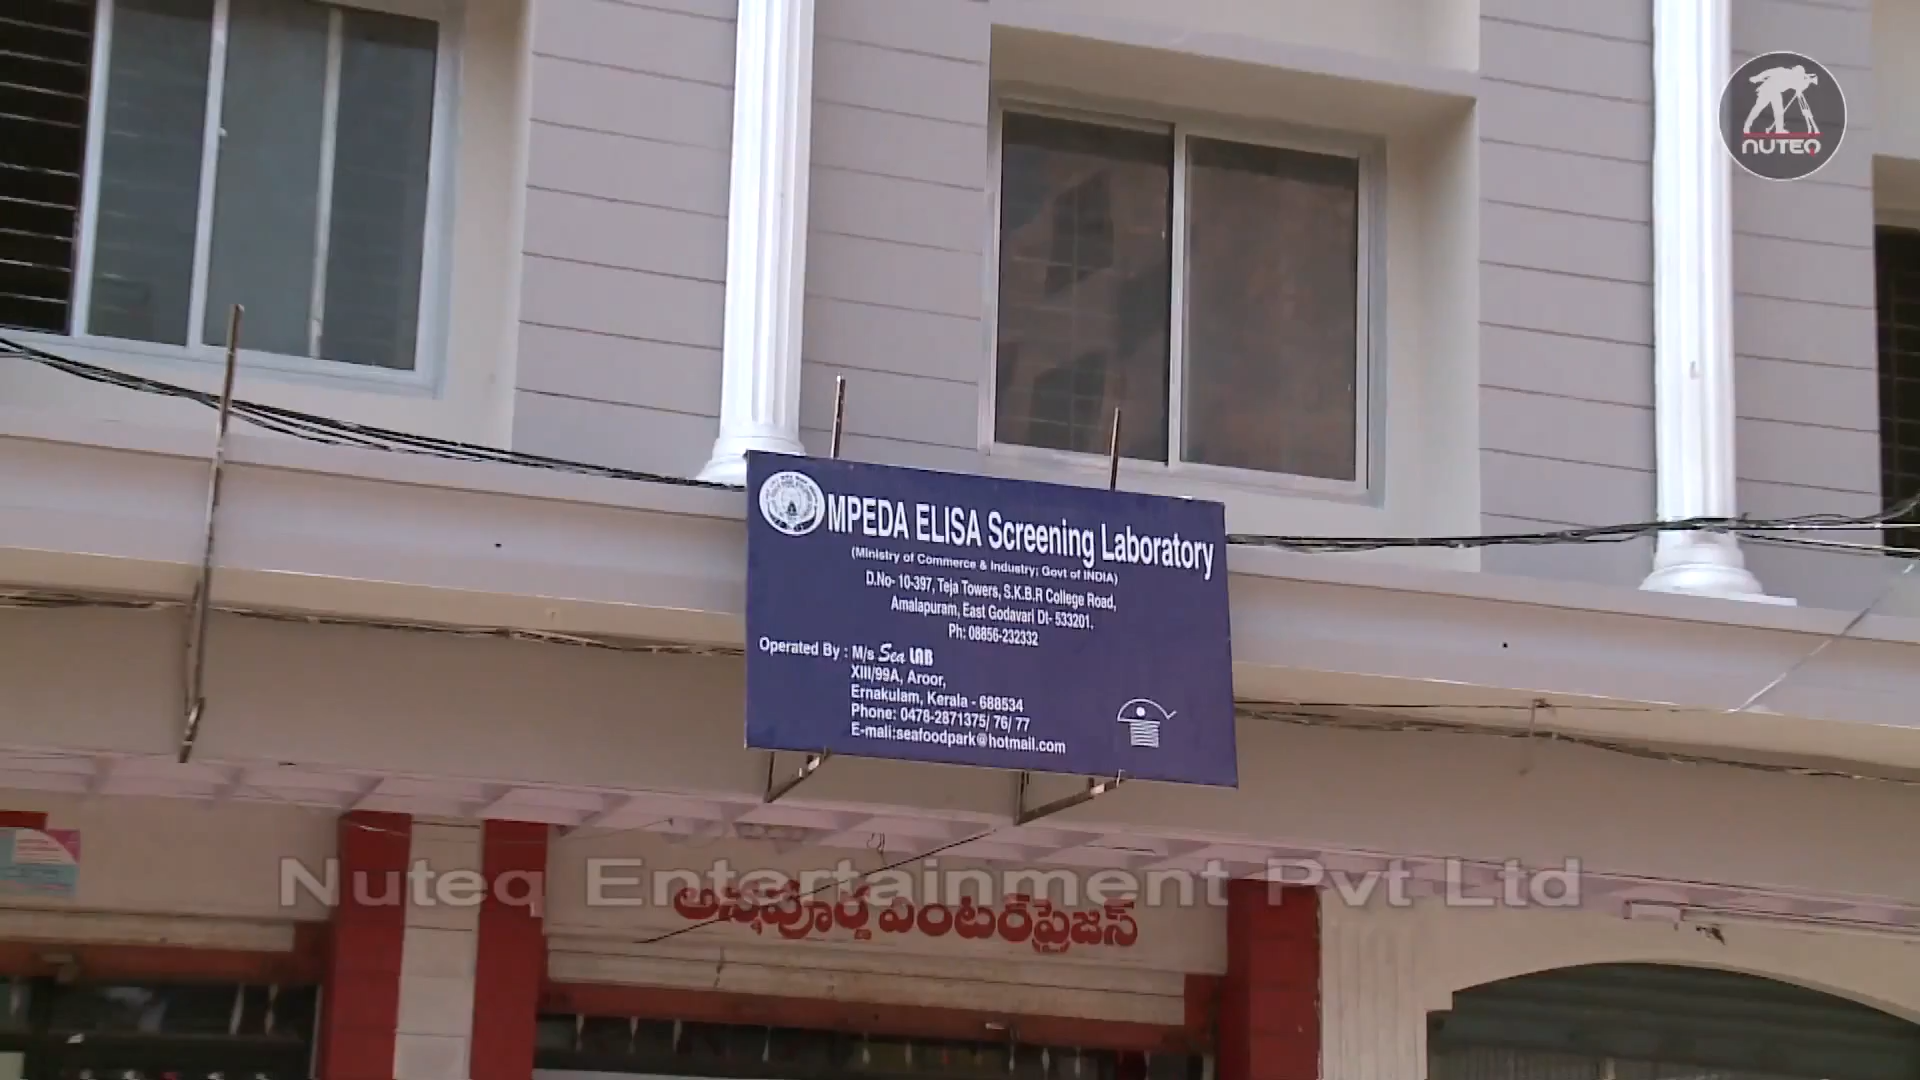 NUTEQ
MPEDA ELISA Screening Laboratory
(Ministry of Commerce & Industry; Govt of INDIA)
D.No- 10-397, Teja Towers, S.K.B.R College Road,
Amalapuram, East Godavari Dt- 533201.
Ph: 08856-232332
Operated By : M/s Sea LAB
XIII/99A, Aroor,
Ernakulam, Kerala - 688534
Phone: 0478-2871375/ 76/ 77
E-mali:seafoodpark@hotmail.com
Nuteq Entertainment Pvt Ltd
అన్నపూర్ణ ఎంటర్‌ప్రైజస్